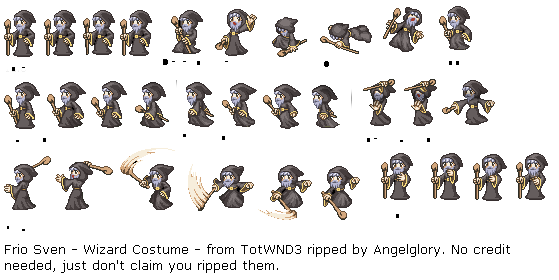 Frio Sven - Wizard Costume - from TotWND3 ripped by Angelglory. No credit
needed, just don't claim you ripped them.